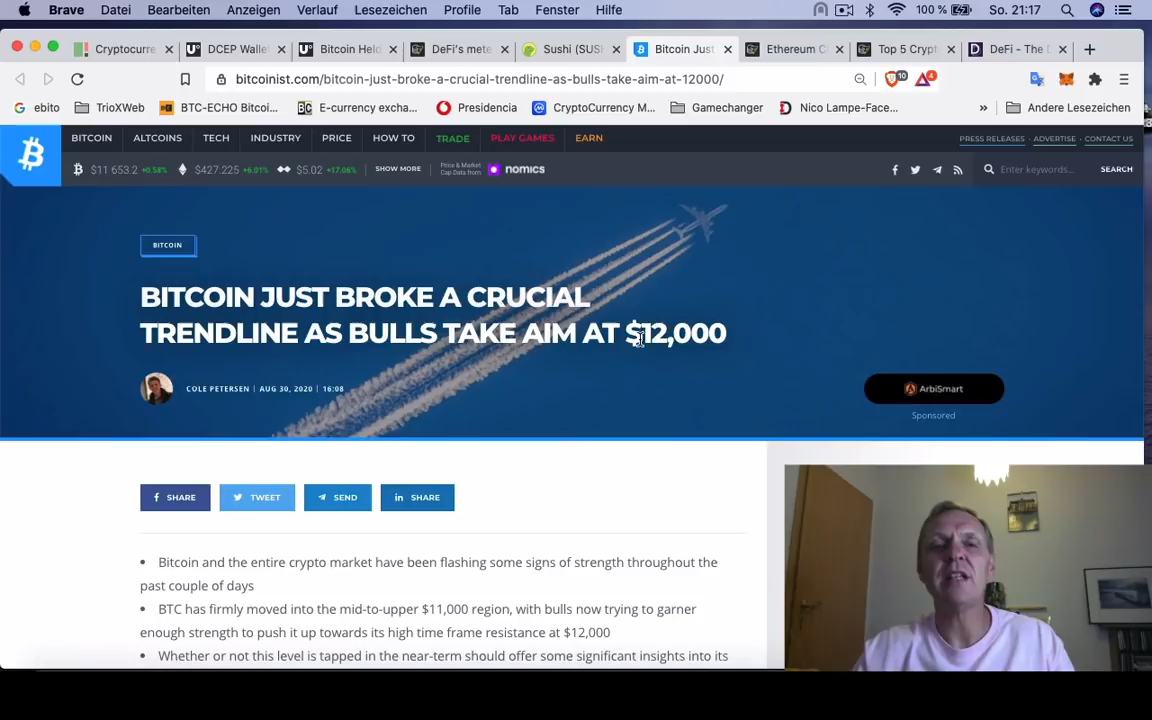 Brave Datei Bearbeiten Anzeigen Verlauf Lesezeichen Profile Tab Fenster Hilfe 100 % So. 21:17
Cryptocurre DCEP Walle Bitcoin Held DeFi's mete Sushi (SUS Bitcoin Just Ethereum C Top 5 Crypt DeFi - The D
bitcoinist.com/bitcoin-just-broke-a-crucial-trendline-as-bulls-take-aim-at-12000/ 10 4
ebito TrioXWeb BTC-ECHO Bitcoi... E-currency excha... Presidencia CryptoCurrency M... Gamechanger Nico Lampe-Face... » Andere Lesezeichen
BITCOIN ALTCOINS TECH INDUSTRY PRICE HOW TO TRADE PLAY GAMES EARN PRESS RELEASES ADVERTISE CONTACT US
$11 653.2 +0.58% $427.225 +6.01% $5.02 +17.06% SHOW MORE Price & Market Cap Data from nomics Enter keywords... SEARCH
BITCOIN
BITCOIN JUST BROKE A CRUCIAL
TRENDLINE AS BULLS TAKE AIM AT $12,000
COLE PETERSEN | AUG 30, 2020 | 16:08
ArbiSmart
Sponsored
SHARE TWEET SEND SHARE
• Bitcoin and the entire crypto market have been flashing some signs of strength throughout the
past couple of days
• BTC has firmly moved into the mid-to-upper $11,000 region, with bulls now trying to garner
enough strength to push it up towards its high time frame resistance at $12,000
• Whether or not this level is tapped in the near-term should offer some significant insights into its